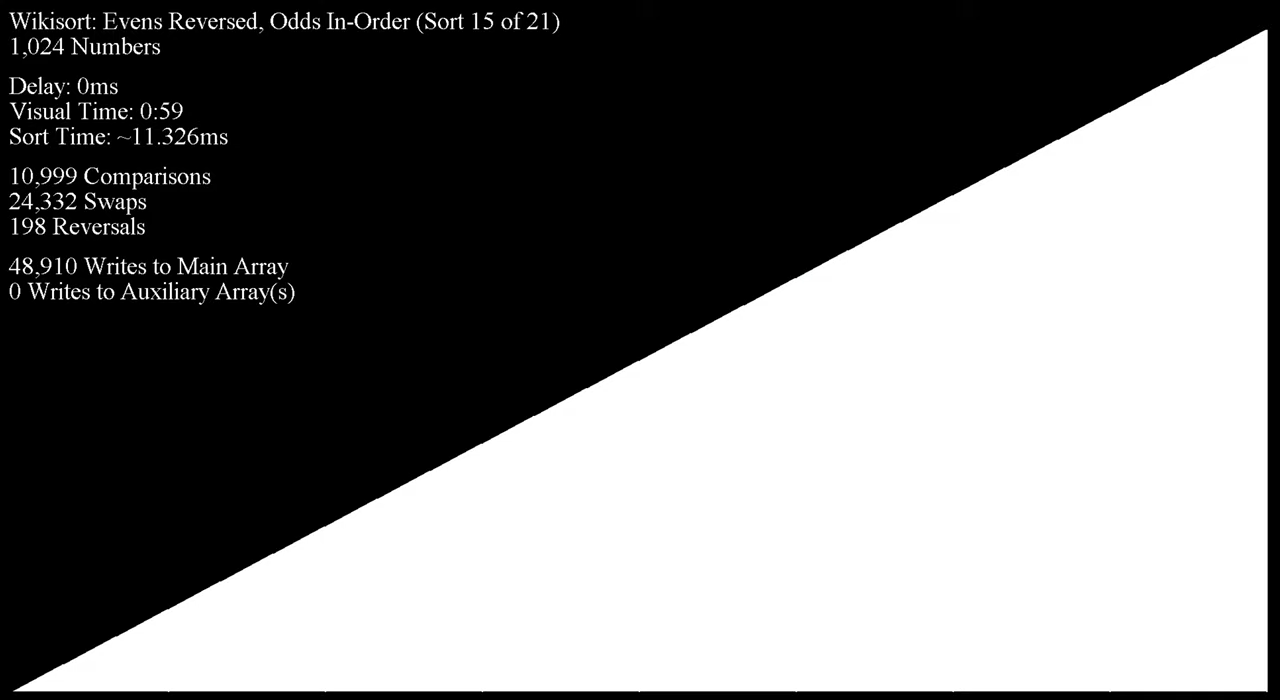 Wikisort: Evens Reversed, Odds In-Order (Sort 15 of 21)
1,024 Numbers
Delay: 0ms
Visual Time: 0:59
Sort Time: ~11.326ms
10,999 Comparisons
24,332 Swaps
198 Reversals
48,910 Writes to Main Array
0 Writes to Auxiliary Array(s)